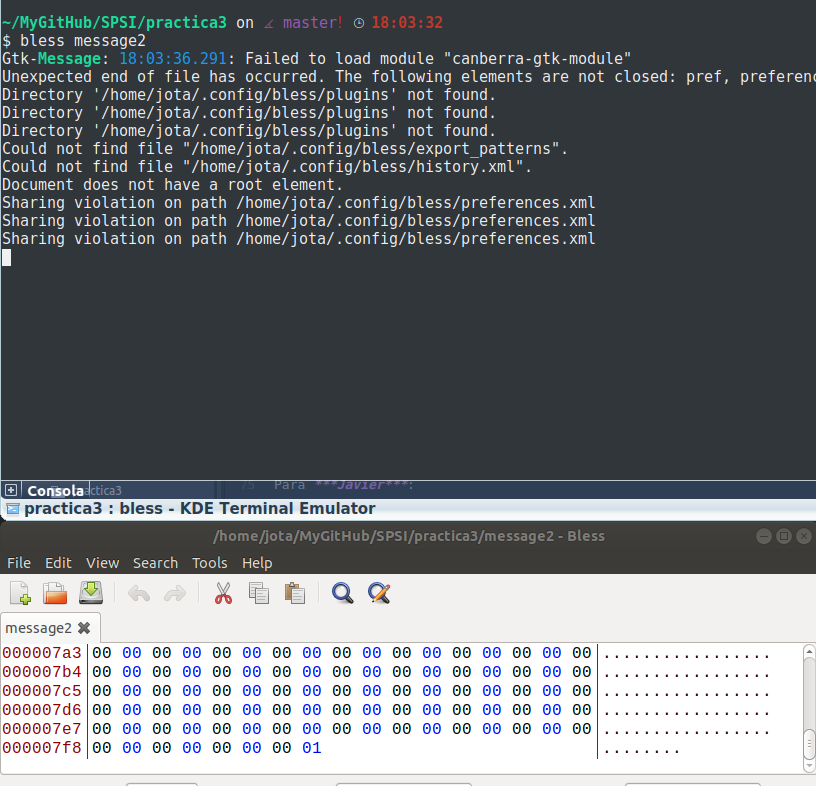 ~/MyGitHub/SPSI/practica3 on master! 18:03:32
$ bless message2
Gtk-Message: 18:03:36.291: Failed to load module "canberra-gtk-module"
Unexpected end of file has occurred. The following elements are not closed: pref, preferenc
Directory '/home/jota/.config/bless/plugins' not found.
Directory '/home/jota/.config/bless/plugins' not found.
Directory '/home/jota/.config/bless/plugins' not found.
Could not find file "/home/jota/.config/bless/export_patterns".
Could not find file "/home/jota/.config/bless/history.xml".
Document does not have a root element.
Sharing violation on path /home/jota/.config/bless/preferences.xml
Sharing violation on path /home/jota/.config/bless/preferences.xml
Sharing violation on path /home/jota/.config/bless/preferences.xml
75 Para ***Javier***:
Consola actica3
practica3 : bless - KDE Terminal Emulator
/home/jota/MyGitHub/SPSI/practica3/message2 - Bless
File Edit View Search Tools Help
message2
000007a3 00 00 00 00 00 00 00 00 00 00 00 00 00 00 00 00 00 .................
000007b4 00 00 00 00 00 00 00 00 00 00 00 00 00 00 00 00 00 .................
000007c5 00 00 00 00 00 00 00 00 00 00 00 00 00 00 00 00 00 .................
000007d6 00 00 00 00 00 00 00 00 00 00 00 00 00 00 00 00 00 .................
000007e7 00 00 00 00 00 00 00 00 00 00 00 00 00 00 00 00 00 .................
000007f8 00 00 00 00 00 00 00 01 ........